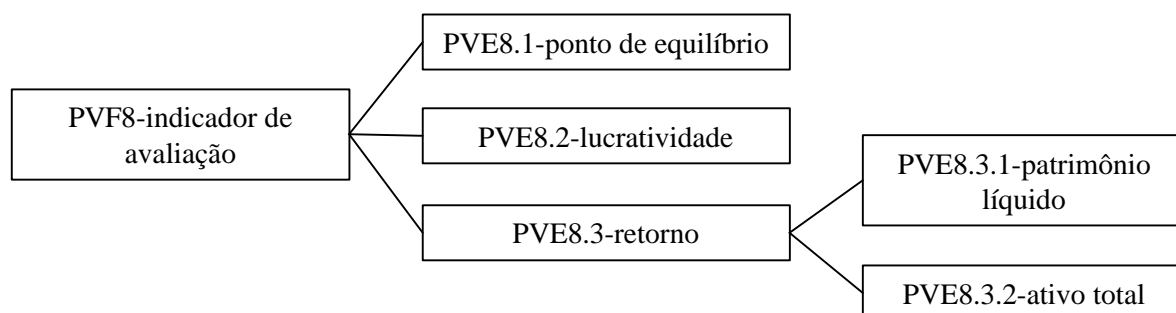 PVE8.1-ponto de equilíbrio
PVF8-indicador de
avaliação
PVE8.2-lucratividade
PVE8.3-retorno
PVE8.3.1-patrimônio
líquido
PVE8.3.2-ativo total